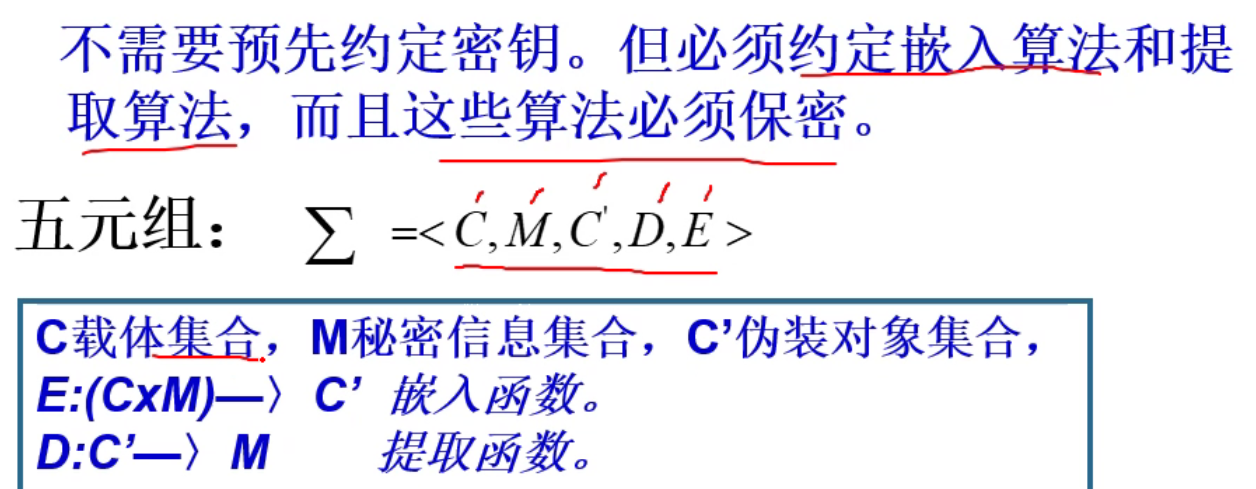 不需要预先约定密钥。但必须约定嵌入算法和提
取算法，而且这些算法必须保密。
五元组： ∑ =<C,M,C',D,E>
C载体集合，M秘密信息集合，C’伪装对象集合，
E:(CxM)—〉 C’ 嵌入函数。
D:C’—〉 M 提取函数。